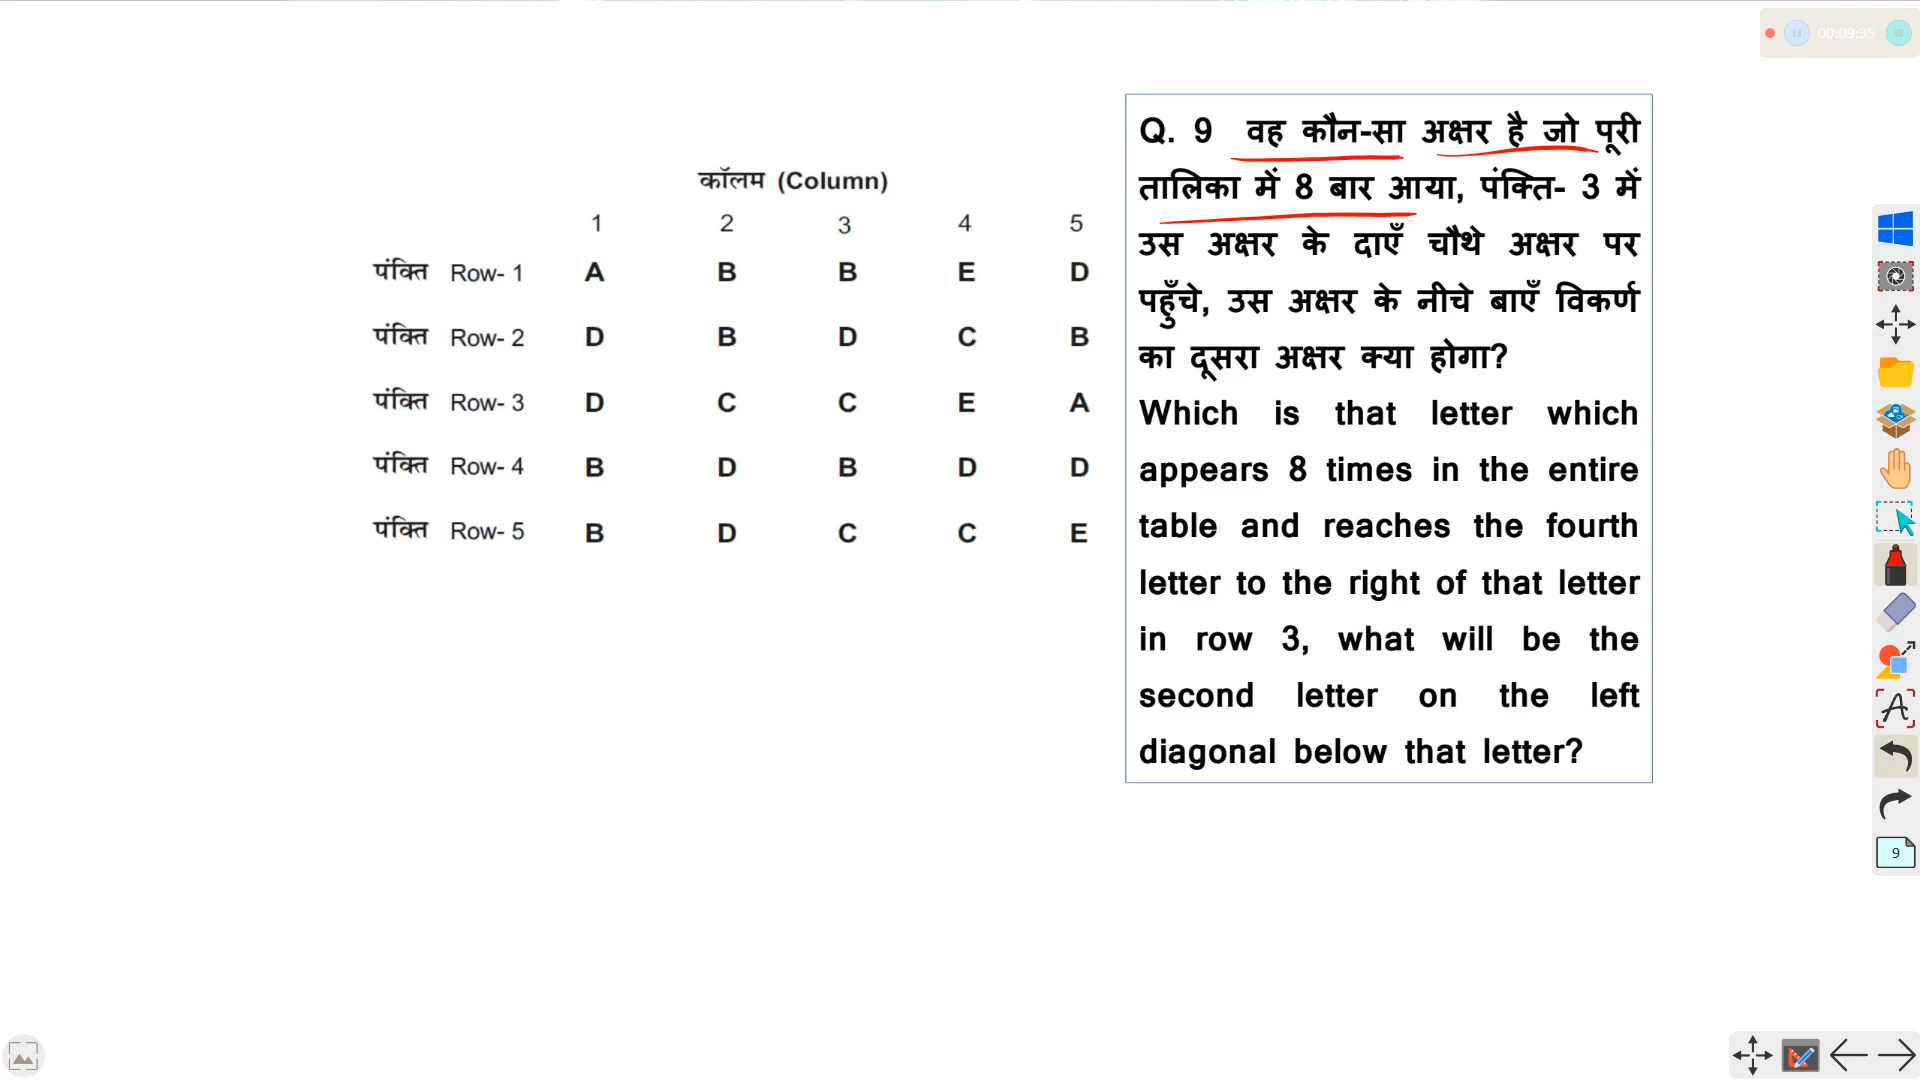 00:09:35
कॉलम (Column)
1 2 3 4 5
पंक्ति Row- 1 A B B E D
पंक्ति Row- 2 D B D C B
पंक्ति Row- 3 D C C E A
पंक्ति Row- 4 B D B D D
पंक्ति Row- 5 B D C C E
Q. 9 वह कौन-सा अक्षर है जो पूरी
तालिका में 8 बार आया, पंक्ति- 3 में
उस अक्षर के दाएँ चौथे अक्षर पर
पहुँचे, उस अक्षर के नीचे बाएँ विकर्ण
का दूसरा अक्षर क्या होगा?
Which is that letter which
appears 8 times in the entire
table and reaches the fourth
letter to the right of that letter
in row 3, what will be the
second letter on the left
diagonal below that letter?
9